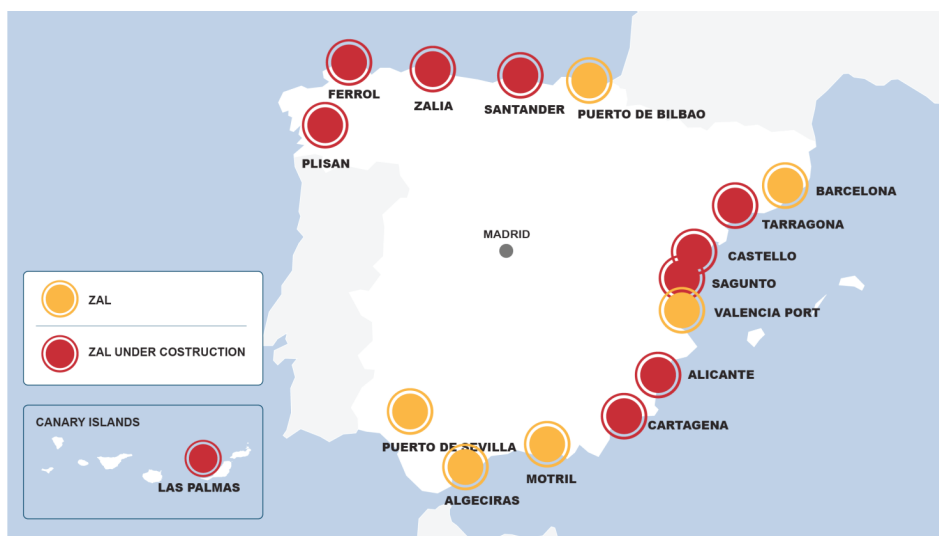 FERROL
ZALIA
SANTANDER
PUERTO DE BILBAO
PLISAN
BARCELONA
TARRAGONA
MADRID
CASTELLO
SAGUNTO
VALENCIA PORT
ZAL
ZAL UNDER COSTRUCTION
ALICANTE
CARTAGENA
CANARY ISLANDS
LAS PALMAS
PUERTO DE SEVILLA
MOTRIL
ALGECIRAS